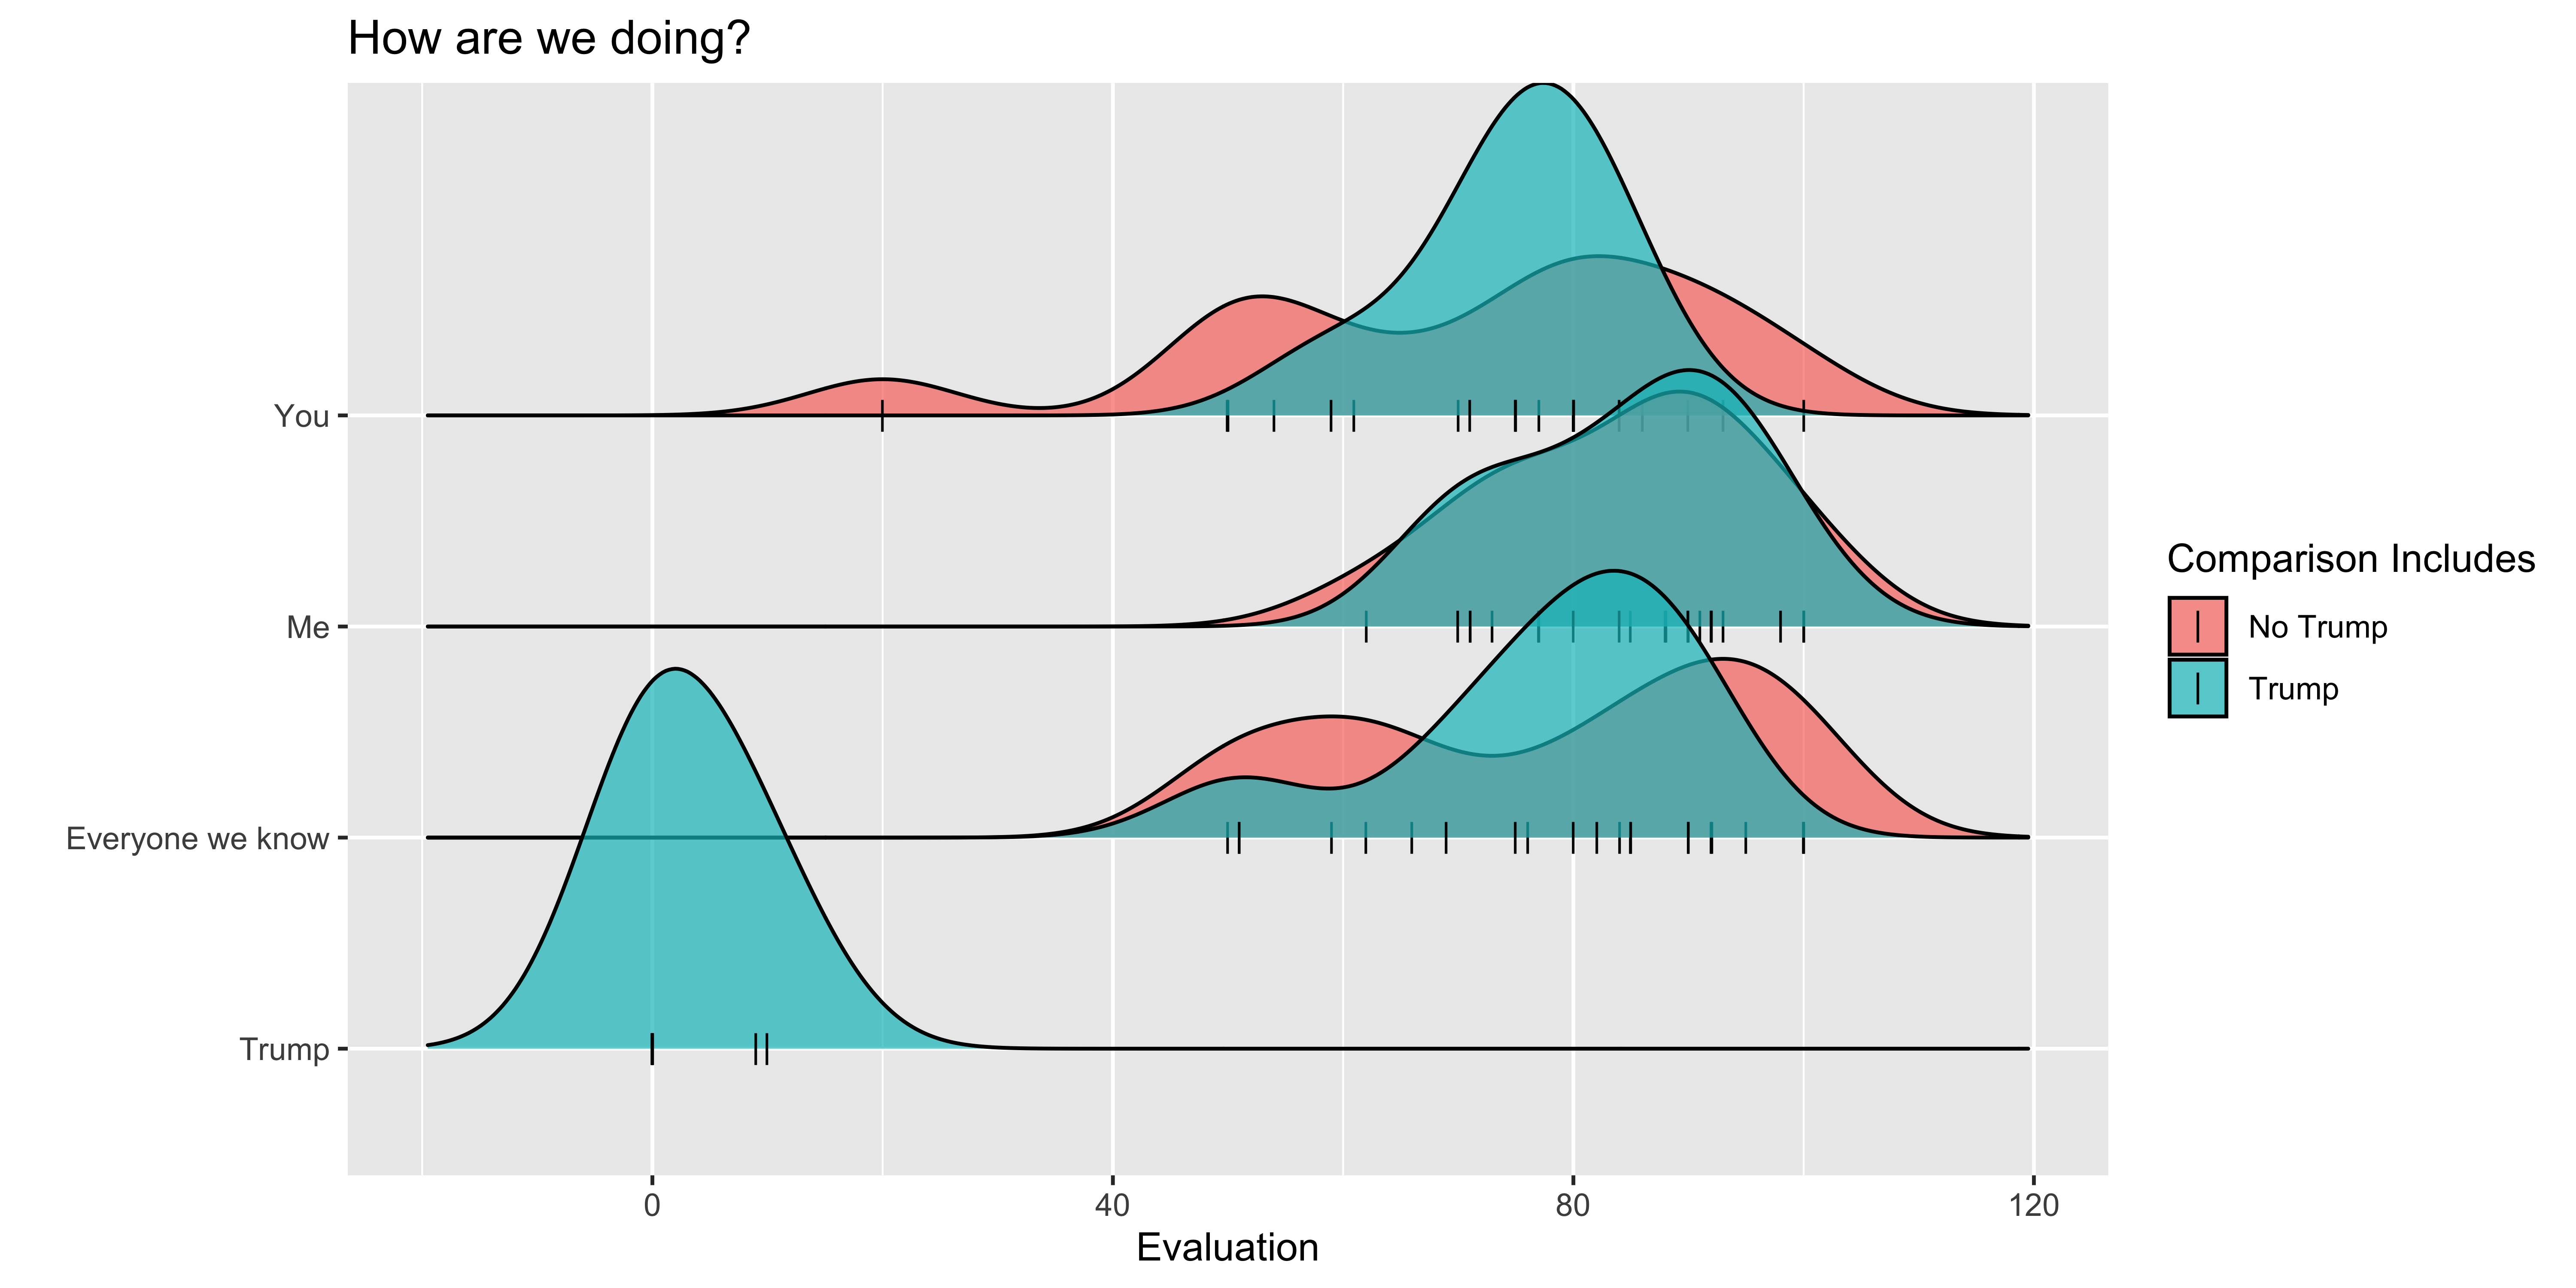 How are we doing?
You
Me
Everyone we know
Trump
0 40 80 120
Evaluation
Comparison Includes
No Trump
Trump